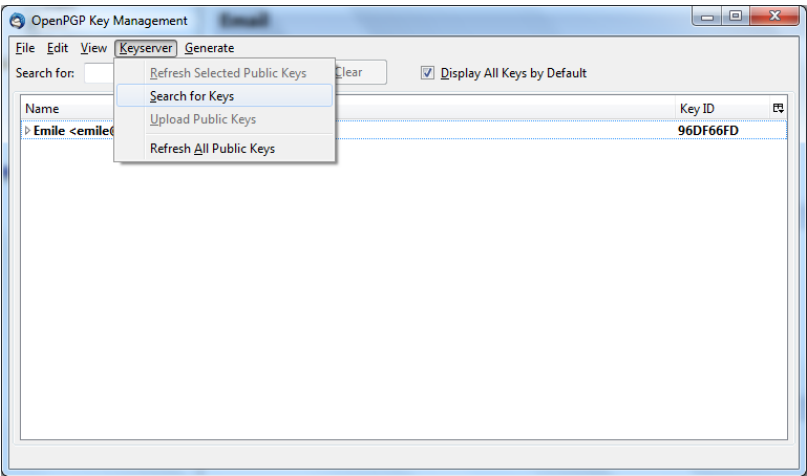 OpenPGP Key Management
Email
File Edit View Keyserver Generate
Search for: Clear Display All Keys by Default
Refresh Selected Public Keys
Search for Keys
Upload Public Keys
Refresh All Public Keys
Name Key ID
Emile <emile@ 96DF66FD